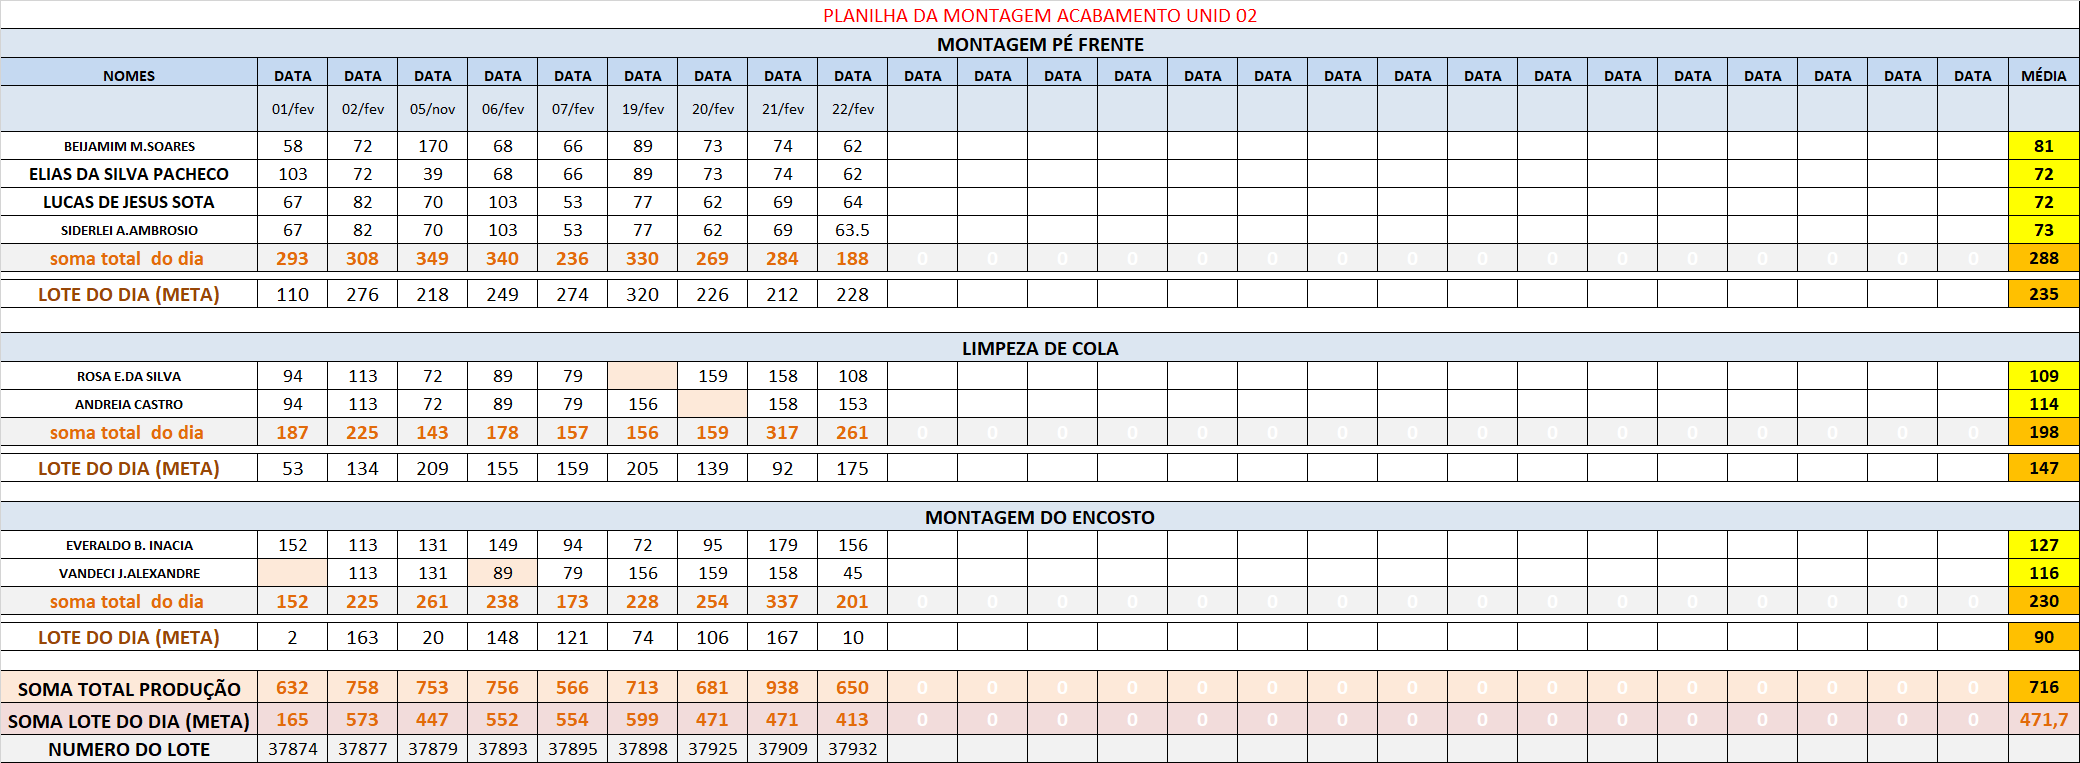 PLANILHA DA MONTAGEM ACABAMENTO UNID 02
MONTAGEM PÉ FRENTE
NOMES DATA DATA DATA DATA DATA DATA DATA DATA DATA DATA DATA DATA DATA DATA DATA DATA DATA DATA DATA DATA DATA DATA DATA DATA DATA MÉDIA
01/fev 02/fev 05/nov 06/fev 07/fev 19/fev 20/fev 21/fev 22/fev
BEIJAMIM M.SOARES 58 72 170 68 66 89 73 74 62 81
ELIAS DA SILVA PACHECO 103 72 39 68 66 89 73 74 62 72
LUCAS DE JESUS SOTA 67 82 70 103 53 77 62 69 64 72
SIDERLEI A.AMBROSIO 67 82 70 103 53 77 62 69 63.5 73
soma total do dia 293 308 349 340 236 330 269 284 188 0 0 0 0 0 0 0 0 0 0 0 0 0 0 0 0 288
LOTE DO DIA (META) 110 276 218 249 274 320 226 212 228 235
LIMPEZA DE COLA
ROSA E.DA SILVA 94 113 72 89 79 159 158 108 109
ANDREIA CASTRO 94 113 72 89 79 156 158 153 114
soma total do dia 187 225 143 178 157 156 159 317 261 0 0 0 0 0 0 0 0 0 0 0 0 0 0 0 0 198
LOTE DO DIA (META) 53 134 209 155 159 205 139 92 175 147
MONTAGEM DO ENCOSTO
EVERALDO B. INACIA 152 113 131 149 94 72 95 179 156 127
VANDECI J.ALEXANDRE 113 131 89 79 156 159 158 45 116
soma total do dia 152 225 261 238 173 228 254 337 201 0 0 0 0 0 0 0 0 0 0 0 0 0 0 0 0 230
LOTE DO DIA (META) 2 163 20 148 121 74 106 167 10 90
SOMA TOTAL PRODUÇÃO 632 758 753 756 566 713 681 938 650 0 0 0 0 0 0 0 0 0 0 0 0 0 0 0 0 716
SOMA LOTE DO DIA (META) 165 573 447 552 554 599 471 471 413 0 0 0 0 0 0 0 0 0 0 0 0 0 0 0 0 471,7
NUMERO DO LOTE 37874 37877 37879 37893 37895 37898 37925 37909 37932